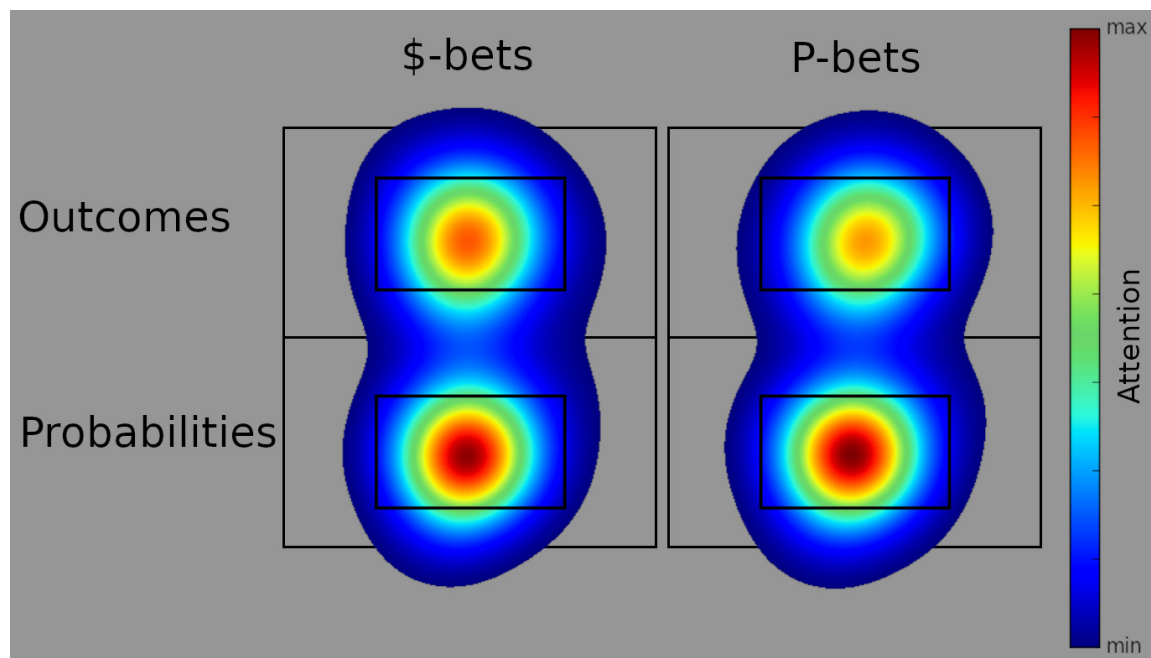 $-bets
P-bets
max
Outcomes
Attention
Probabilities
min